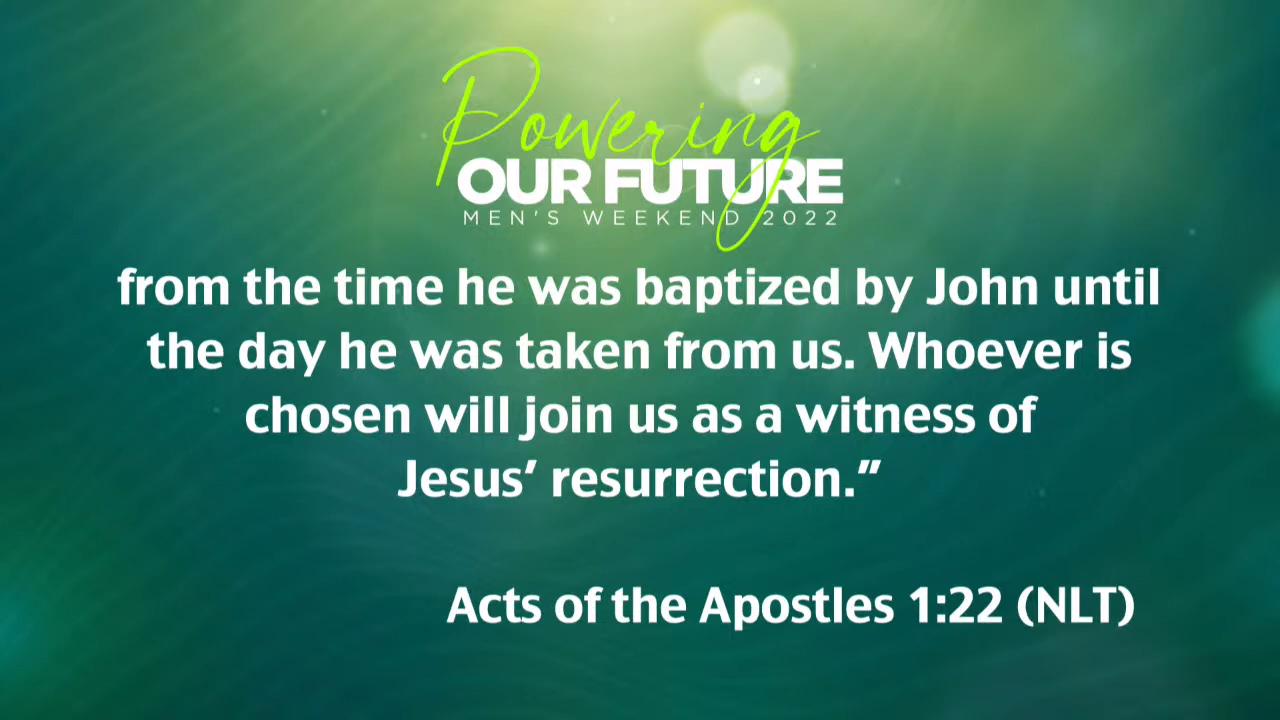 Powering
OUR FUTURE
MEN'S WEEKEND 2022
from the time he was baptized by John until
the day he was taken from us. Whoever is
chosen will join us as a witness of
Jesus’ resurrection.”
Acts of the Apostles 1:22 (NLT)